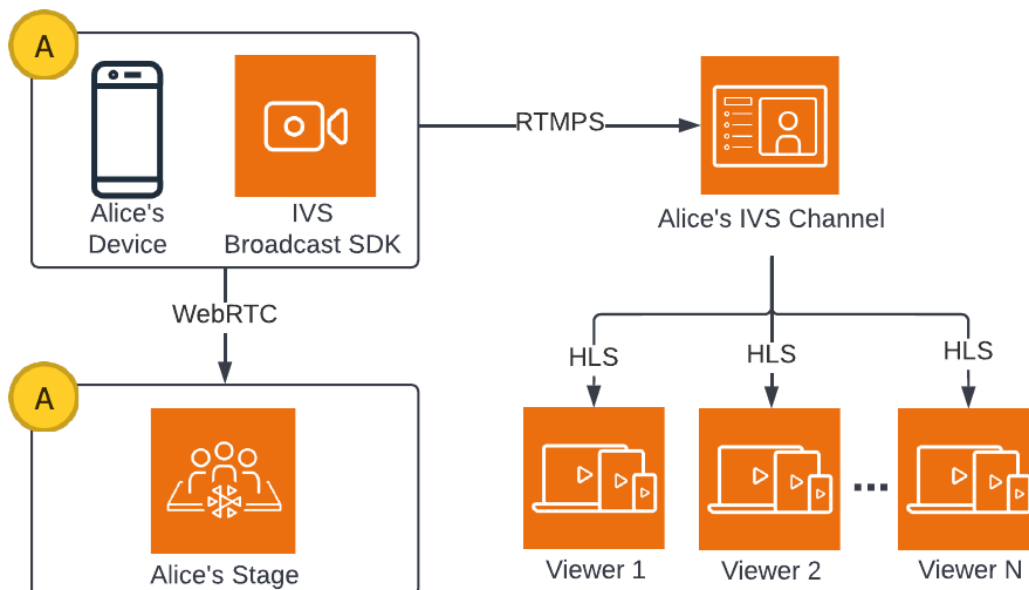 A
Alice's
Device
IVS
Broadcast SDK
RTMPS
Alice's IVS Channel
WebRTC
HLS
HLS
HLS
A
Alice's Stage
Viewer 1
Viewer 2
Viewer N